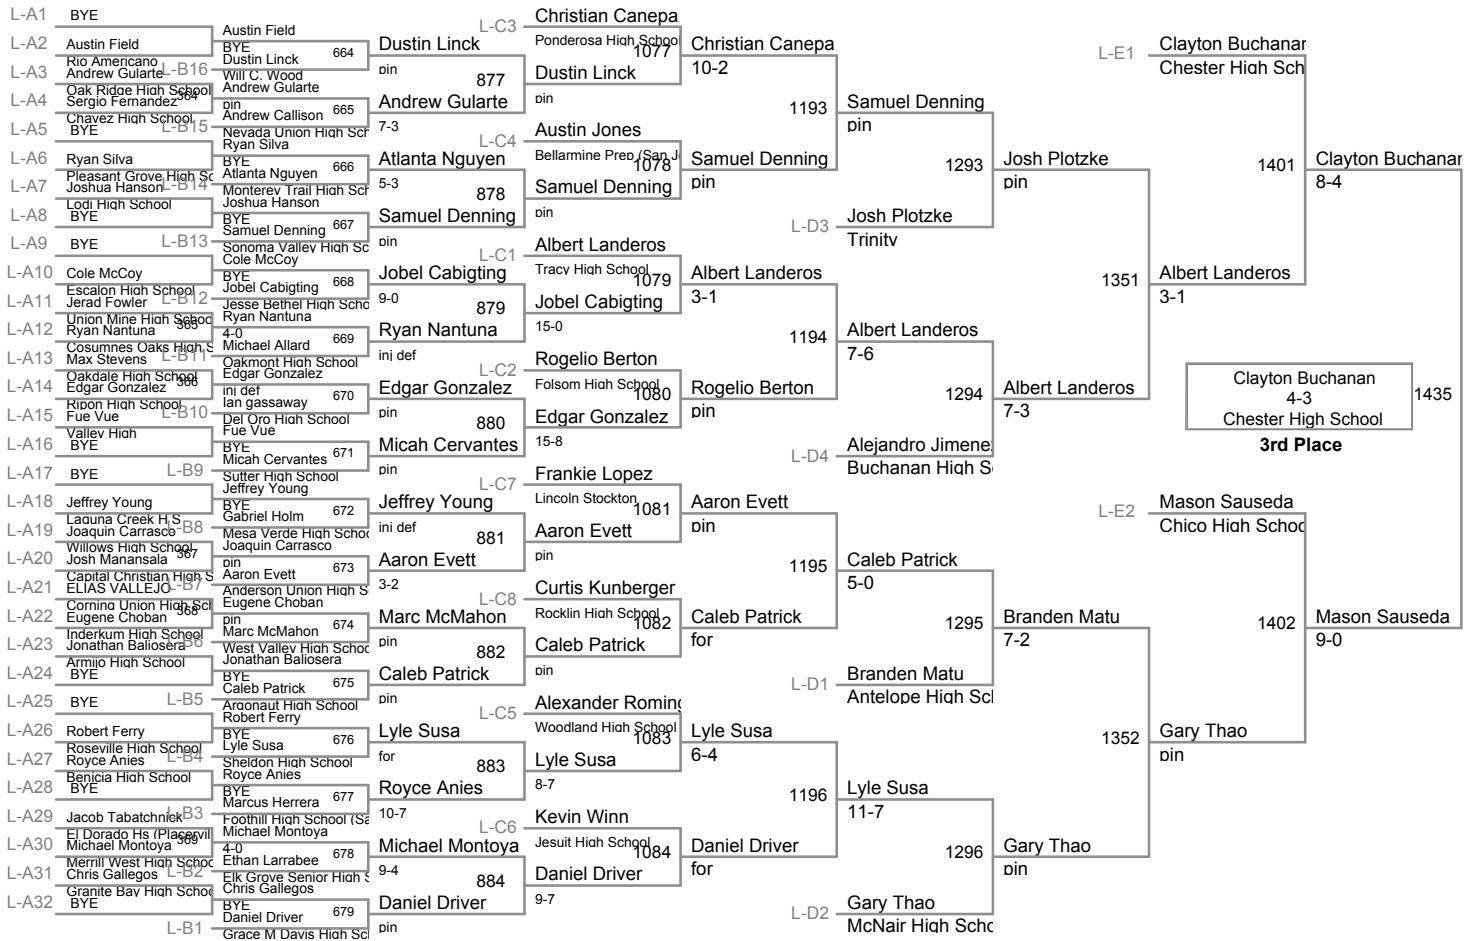 L-A1 BYE
L-A2 Austin Field
Rio Americano
L-A3 Andrew Gularte
Oak Ridge High School
L-A4 Sergio Fernandez 364
Chavez High School
L-A5 BYE
L-A6 Ryan Silva
Pleasant Grove High Sc
L-A7 Joshua Hanson
Lodi High School
L-A8 BYE
L-A9 BYE
L-A10 Cole McCoy
Escalon High School
L-A11 Jerad Fowler
Union Mine High Schoo
L-A12 Ryan Nantuna 365
Cosumnes Oaks High S
L-A13 Max Stevens
Oakdale High School
L-A14 Edgar Gonzalez 366
Ripon High School
L-A15 Fue Vue
Valley High
L-A16 BYE
L-A17 BYE
L-A18 Jeffrey Young
Laguna Creek H S
L-A19 Joaquin Carrasco
Willows High School
L-A20 Josh Manansala 367
Capital Christian High S
L-A21 ELIAS VALLEJO
Corning Union High Sch
L-A22 Eugene Choban 368
Inderkum High School
L-A23 Jonathan Baliosera
Armijo High School
L-A24 BYE
L-A25 BYE
L-A26 Robert Ferry
Roseville High School
L-A27 Royce Anies
Benicia High School
L-A28 BYE
L-A29 Jacob Tabatchnick
El Dorado Hs (Placervil
L-A30 Michael Montoya 369
Merrill West High Schoo
L-A31 Chris Gallegos
Granite Bay High Schoo
L-A32 BYE
Austin Field
BYE
L-B16 Dustin Linck 664
Will C. Wood
Andrew Gularte
pin
L-B15 Andrew Callison 665
Nevada Union High Sch
Ryan Silva
BYE
L-B14 Atlanta Nguyen 666
Monterey Trail High Sch
Joshua Hanson
BYE
L-B13 Samuel Denning 667
Sonoma Valley High Sc
Cole McCoy
BYE
L-B12 Jobel Cabigting 668
Jesse Bethel High Scho
Ryan Nantuna
4-0
L-B11 Michael Allard 669
Oakmont High School
Edgar Gonzalez
inj def
L-B10 Ian gassaway 670
Del Oro High School
Fue Vue
BYE
L-B9 Micah Cervantes 671
Sutter High School
Jeffrey Young
BYE
L-B8 Gabriel Holm 672
Mesa Verde High Schoo
Joaquin Carrasco
pin
L-B7 Aaron Evett 673
Anderson Union High S
Eugene Choban
pin
L-B6 Marc McMahon 674
West Valley High Schoo
Jonathan Baliosera
BYE
L-B5 Caleb Patrick 675
Argonaut High School
Robert Ferry
BYE
L-B4 Lyle Susa 676
Sheldon High School
Royce Anies
BYE
L-B3 Marcus Herrera 677
Foothill High School (Sa
Michael Montoya
4-0
L-B2 Ethan Larrabee 678
Elk Grove Senior High S
Chris Gallegos
BYE
L-B1 Daniel Driver 679
Grace M Davis High Sch
Dustin Linck
pin
877
Andrew Gularte
7-3
Atlanta Nguyen
5-3
878
Samuel Denning
pin
Jobel Cabigting
9-0
879
Ryan Nantuna
inj def
Edgar Gonzalez
pin
880
Micah Cervantes
pin
Jeffrey Young
inj def
881
Aaron Evett
3-2
Marc McMahon
pin
882
Caleb Patrick
pin
Lyle Susa
for
883
Royce Anies
10-7
Michael Montoya
9-4
884
Daniel Driver
pin
L-C3 Christian Canepa
Ponderosa High School
1077
Dustin Linck
pin
L-C4 Austin Jones
Bellarmine Prep (San J
1078
Samuel Denning
pin
L-C1 Albert Landeros
Tracy High School
1079
Jobel Cabigting
15-0
L-C2 Rogelio Berton
Folsom High School
1080
Edgar Gonzalez
15-8
L-C7 Frankie Lopez
Lincoln Stockton
1081
Aaron Evett
pin
L-C8 Curtis Kunberger
Rocklin High School
1082
Caleb Patrick
pin
L-C5 Alexander Roming
Woodland High School
1083
Lyle Susa
8-7
L-C6 Kevin Winn
Jesuit High School
1084
Daniel Driver
9-7
Christian Canepa
10-2
1193
Samuel Denning
pin
Albert Landeros
3-1
1194
Rogelio Berton
pin
Aaron Evett
pin
1195
Caleb Patrick
for
Lyle Susa
6-4
1196
Daniel Driver
for
Samuel Denning
pin
1293
L-D3 Josh Plotzke
Trinity
Albert Landeros
7-6
1294
L-D4 Alejandro Jimene
Buchanan High S
Caleb Patrick
5-0
1295
L-D1 Branden Matu
Antelope High Scl
Lyle Susa
11-7
1296
L-D2 Gary Thao
McNair High Scho
Josh Plotzke
pin
1351
Albert Landeros
7-3
Branden Matu
7-2
1352
Gary Thao
pin
L-E1 Clayton Buchanan
Chester High Sch
1401
Albert Landeros
3-1
L-E2 Mason Sauseda
Chico High Schoo
1402
Gary Thao
pin
Clayton Buchanan
8-4
1435
Mason Sauseda
9-0
Clayton Buchanan
4-3
Chester High School
3rd Place